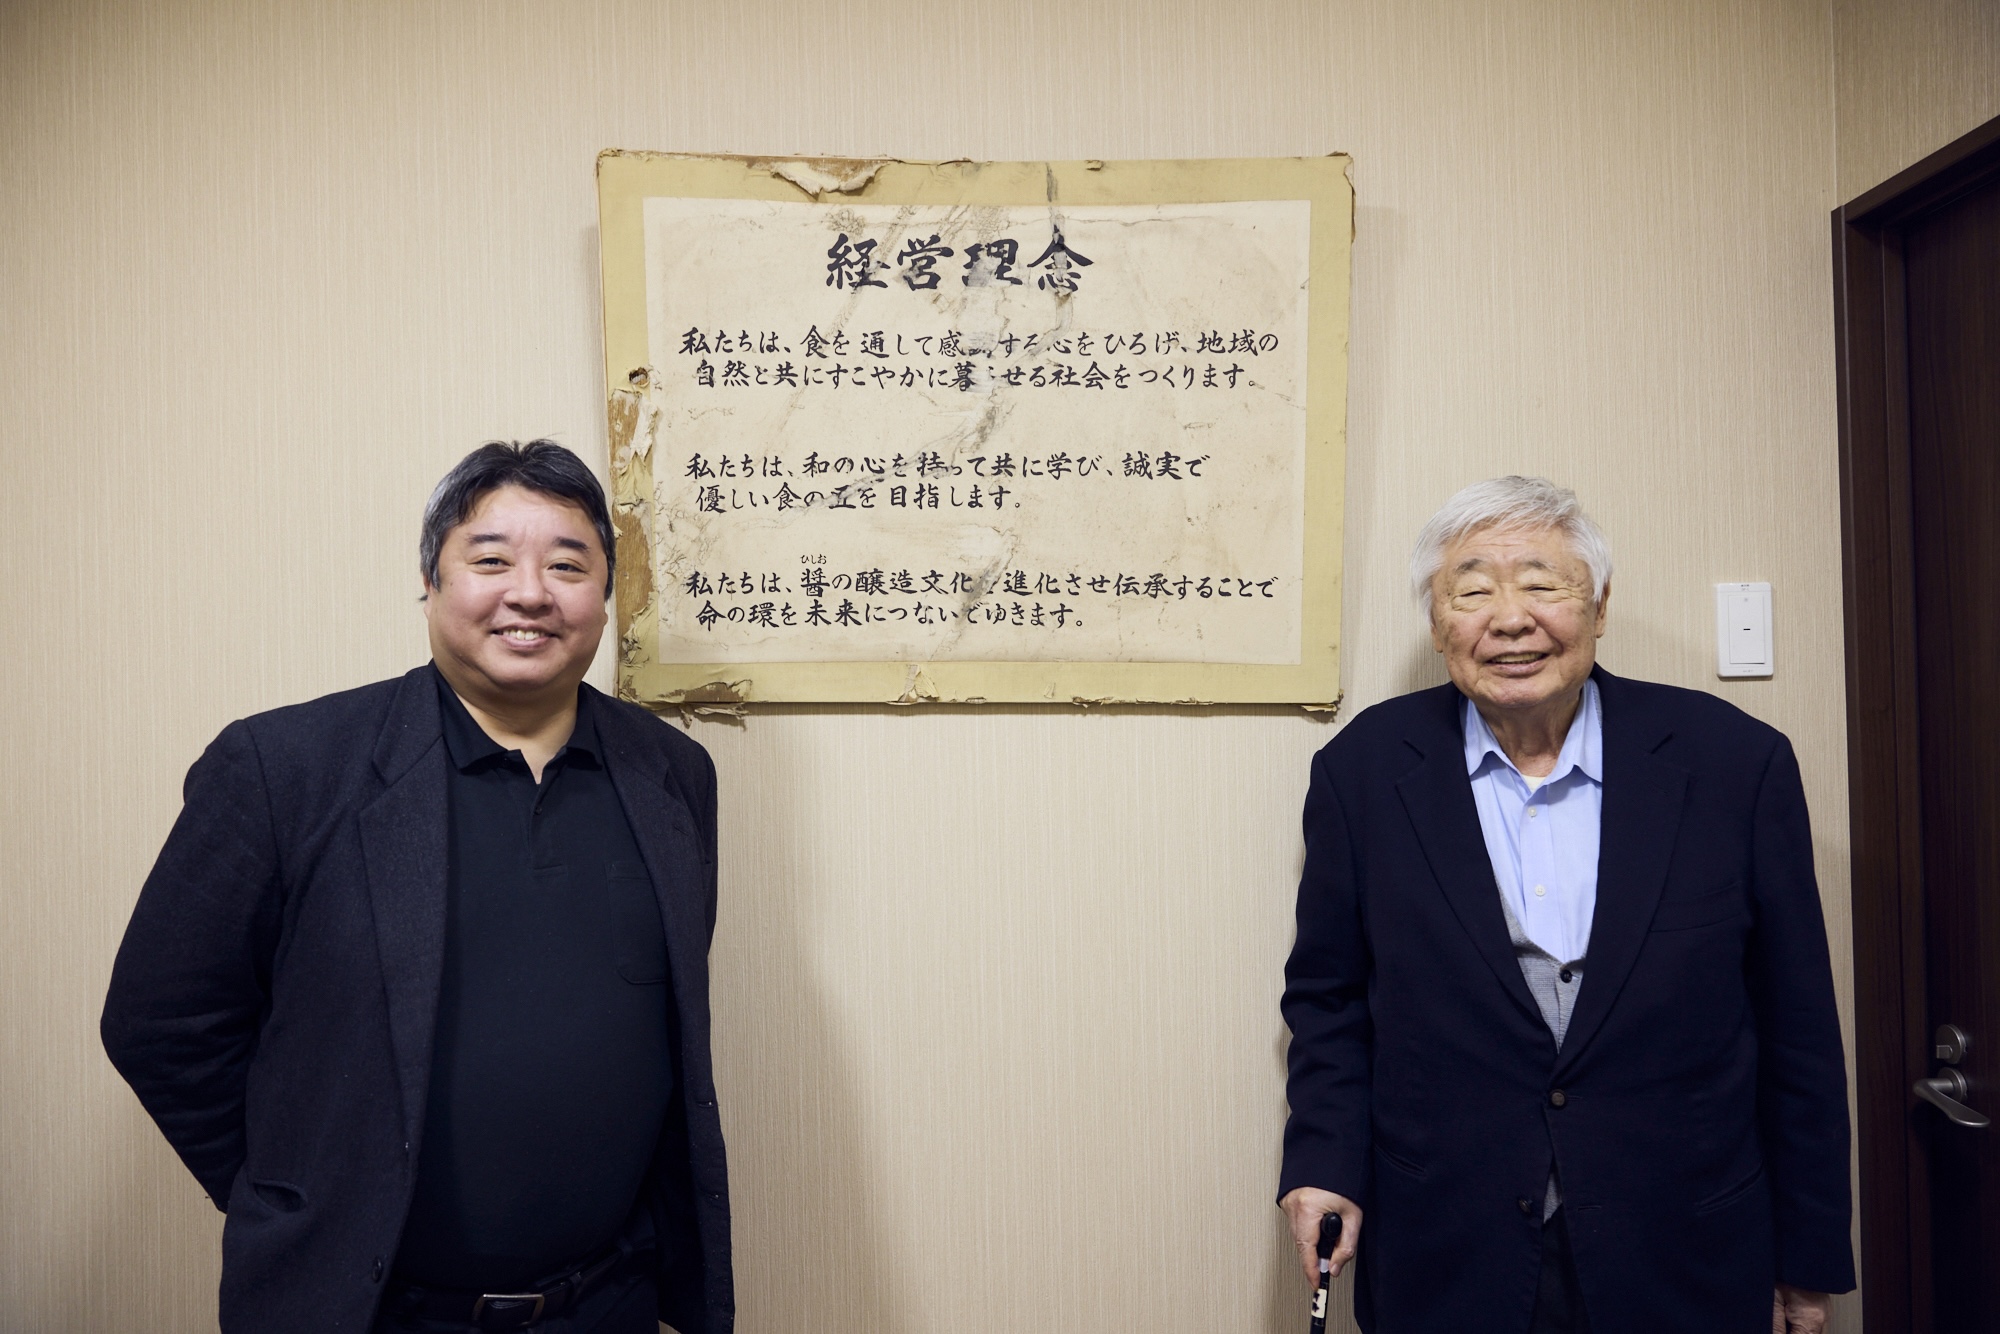 経営理念
私たちは、食を通して感する心をひろげ、地域の
自然と共にすこやかに暮らせる社会をつくります。
私たちは、和の心を持って共に学び、誠実で
優しい食の匠を目指します。
ひしお
私たちは、醤の醸造文化を進化させ伝承することで
命の環を未来につないでゆきます。